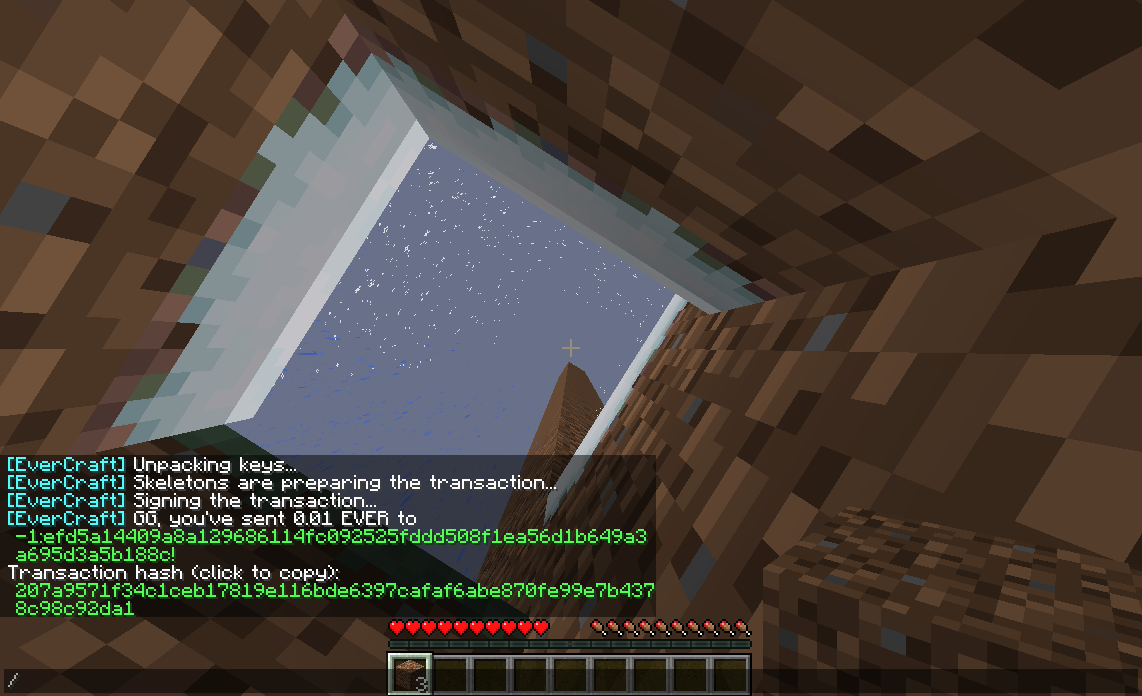 [EverCraft] Unpacking keys...
[EverCraft] Skeletons are preparing the transaction...
[EverCraft] Signing the transaction...
[EverCraft] GG, you've sent 0.01 EVER to
-1:efd5a14409a8a129686114fc092525fddd508f1ea56d1b649a3
a695d3a5b188c!
Transaction hash (click to copy):
207a9571f34c1ceb17819e116bde6397cafaf6abe870fe99e7b437
8c98c92da1
3
/